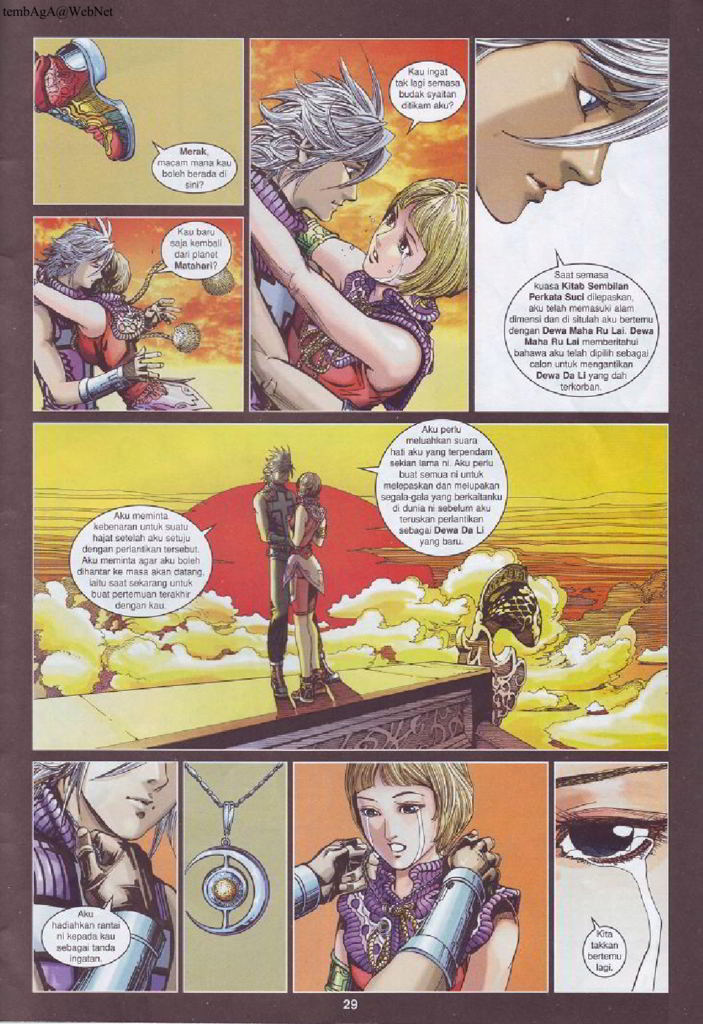 tembAgA@WebNet
Merak,
macam mana kau
boleh berada di
sini?
Kau ingat
tak lagi semasa
budak syaitan
ditikam aku?
Saat semasa
kuasa Kitab Sembilan
Perkata Suci dilepaskan,
aku telah memasuki alam
dimensi dan di situlah aku bertemu
dengan Dewa Maha Ru Lai. Dewa
Maha Ru Lai memberitahui
bahawa aku telah dipilih sebagai
calon untuk mengantikan
Dewa Da Li yang dah
terkorban.
Kau baru
saja kembali
dari planet
Matahari?
Aku meminta
kebenaran untuk suatu
hajat setelah aku setuju
dengan perlantikan tersebut.
Aku meminta agar aku boleh
dihantar ke masa akan datang,
iaitu saat sekarang untuk
buat pertemuan terakhir
dengan kau.
Aku perlu
meluahkan suara
hati aku yang terpendam
sekian lama ni. Aku perlu
buat semua ni untuk
melepaskan dan melupakan
segala-gala yang berkaitanku
di dunia ni sebelum aku
teruskan perlantikan
sebagai Dewa Da Li
yang baru.
Aku
hadiahkan rantai
ni kepada kau
sebagai tanda
ingatan.
Kita
takkan
bertemu
lagi.
29